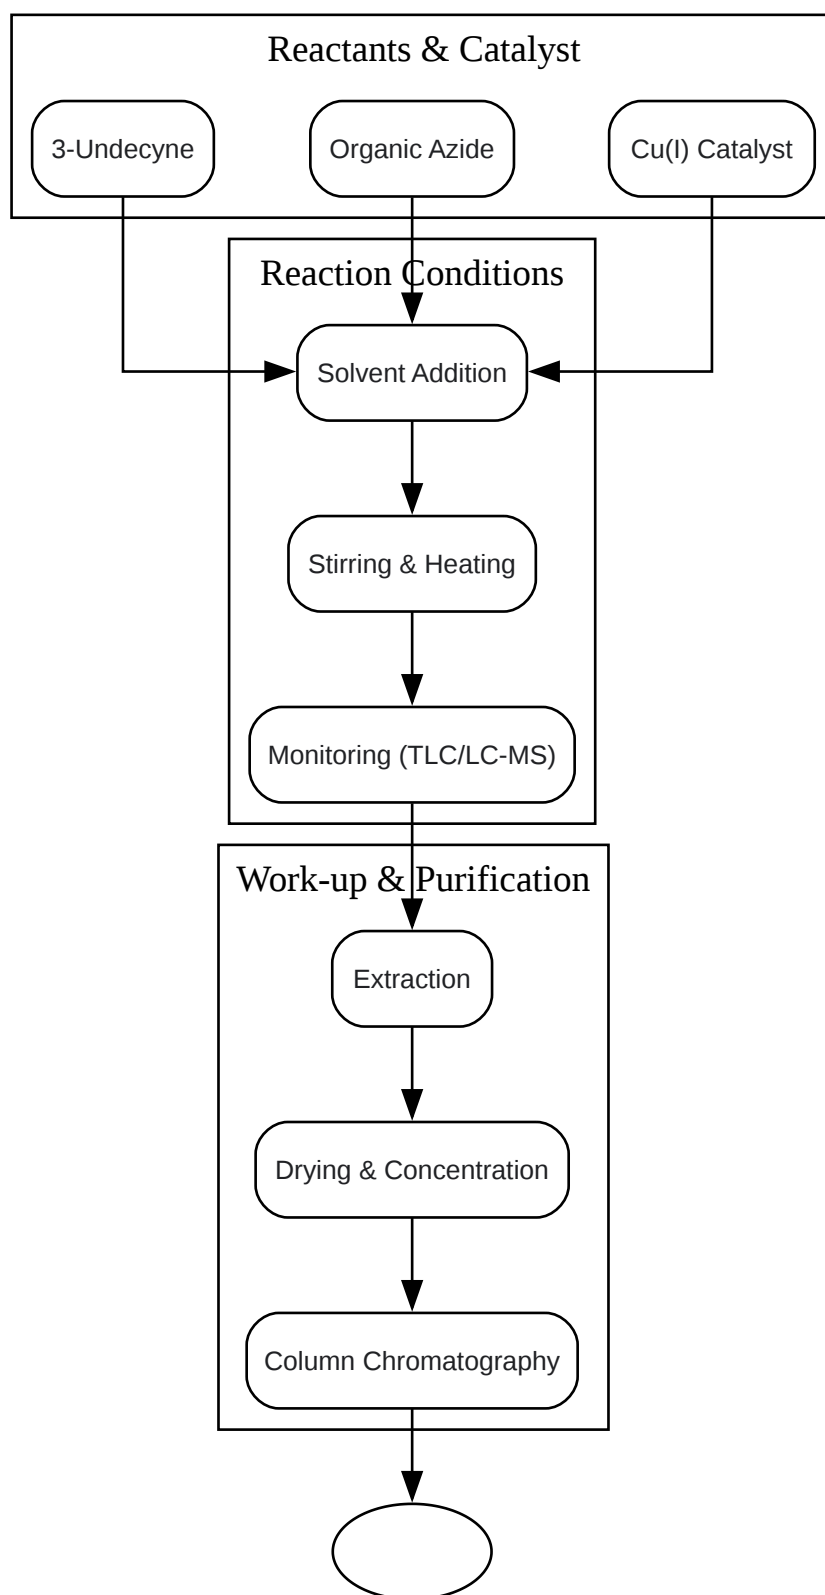 Reactants & Catalyst
3-Undecyne
Organic Azide
Cu(I) Catalyst
Reaction Conditions
Solvent Addition
Stirring & Heating
Monitoring (TLC/LC-MS)
Work-up & Purification
Extraction
Drying & Concentration
Column Chromatography